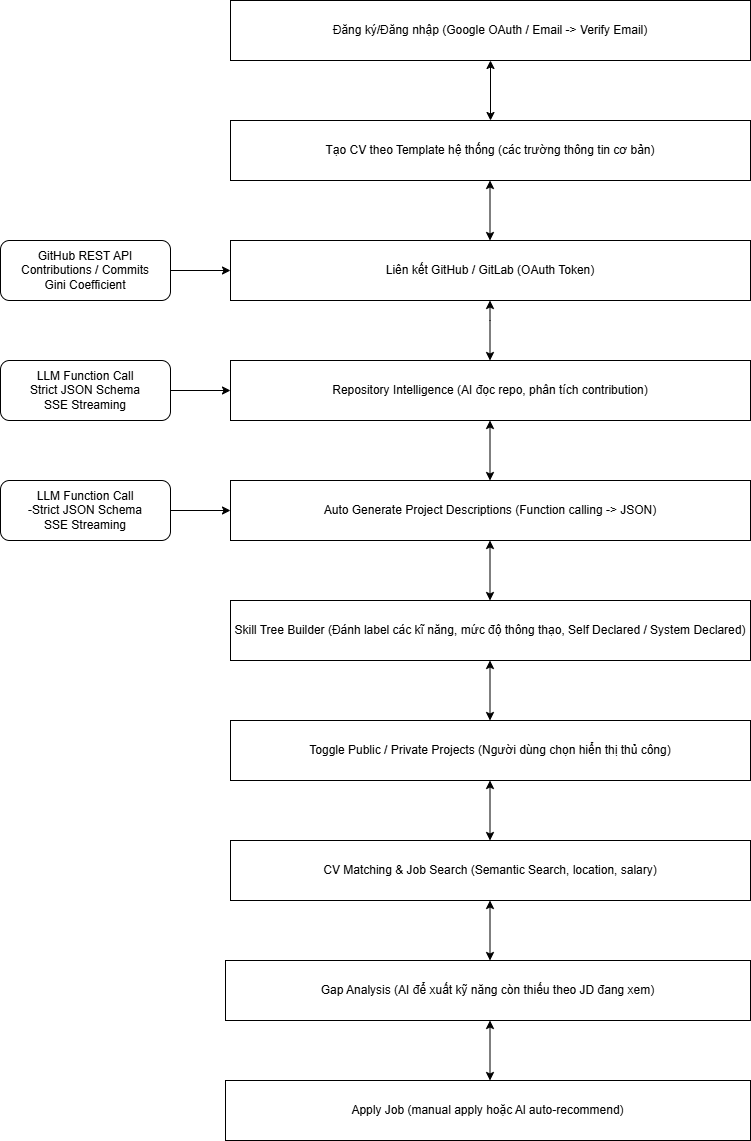 Đăng ký/Đăng nhập (Google OAuth / Email -> Verify Email)
Tạo CV theo Template hệ thống (các trường thông tin cơ bản)
GitHub REST API
Contributions / Commits
Gini Coefficient
Liên kết GitHub / GitLab (OAuth Token)
LLM Function Call
Strict JSON Schema
SSE Streaming
Repository Intelligence (AI đọc repo, phân tích contribution)
LLM Function Call
-Strict JSON Schema
SSE Streaming
Auto Generate Project Descriptions (Function calling -> JSON)
Skill Tree Builder (Đánh label các kĩ năng, mức độ thông thạo, Self Declared / System Declared)
Toggle Public / Private Projects (Người dùng chọn hiển thị thủ công)
CV Matching & Job Search (Semantic Search, location, salary)
Gap Analysis (AI để xuất kỹ năng còn thiếu theo JD đang xem)
Apply Job (manual apply hoặc AI auto-recommend)